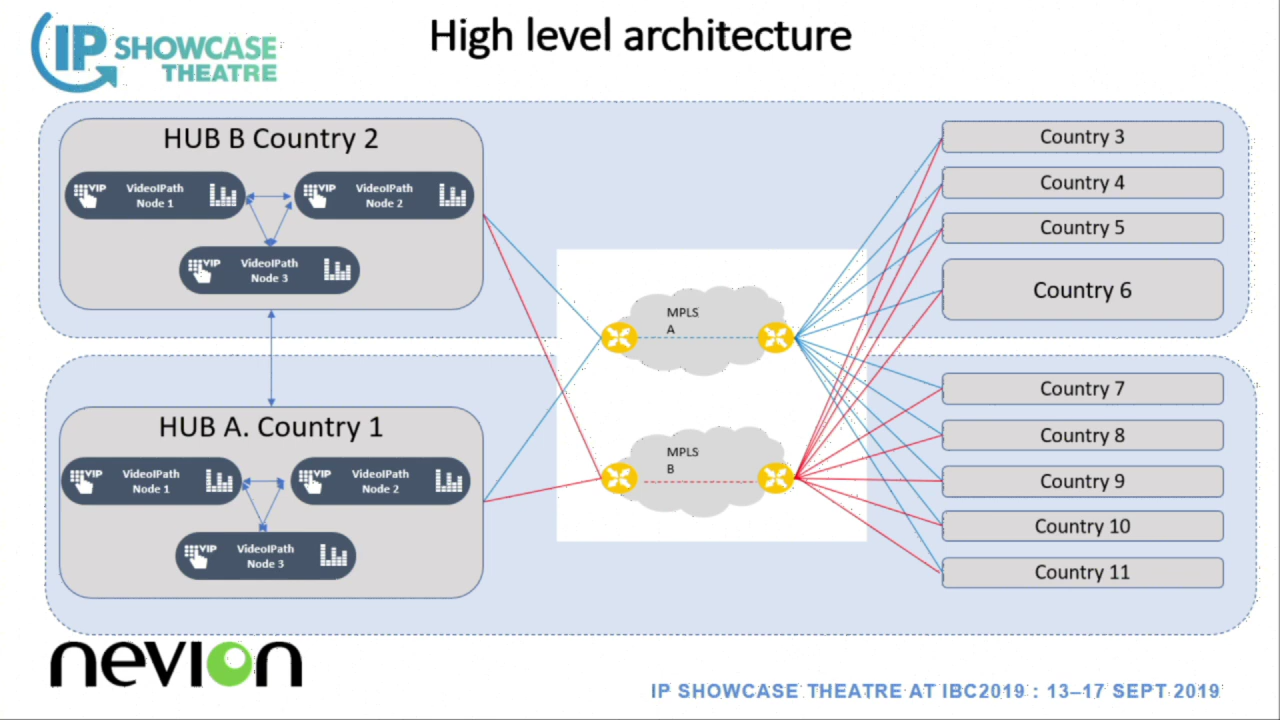 High level architecture
IP SHOWCASE
THEATRE
HUB B Country 2
VIP
VideoIPath
Node 1
VIP
VideoIPath
Node 2
VIP
VideoIPath
Node 3
HUB A. Country 1
VIP
VideoIPath
Node 1
VIP
VideoIPath
Node 2
VIP
VideoIPath
Node 3
MPLS
A
MPLS
B
Country 3
Country 4
Country 5
Country 6
Country 7
Country 8
Country 9
Country 10
Country 11
nevion
IP SHOWCASE THEATRE AT IBC2019 : 13–17 SEPT 2019